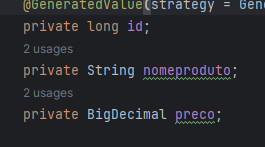 @GeneratedValue(strategy = Gene
private long id;
2 usages
private String nomeproduto;
2 usages
private BigDecimal preco;